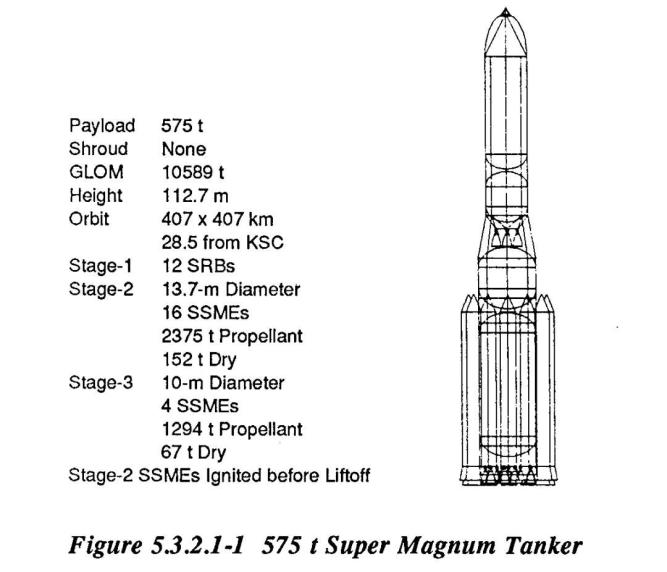 Payload 575 t
Shroud None
GLOM 10589 t
Height 112.7 m
Orbit 407 x 407 km
28.5 from KSC
Stage-1 12 SRBs
Stage-2 13.7-m Diameter
16 SSMEs
2375 t Propellant
152 t Dry
Stage-3 10-m Diameter
4 SSMEs
1294 t Propellant
67 t Dry
Stage-2 SSMEs Ignited before Liftoff
Figure 5.3.2.1-1 575 t Super Magnum Tanker